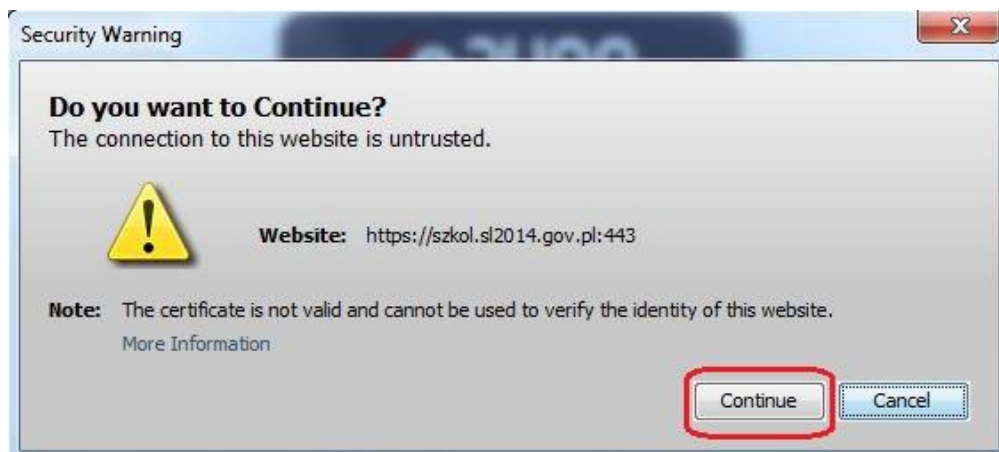 Security Warning
Do you want to Continue?
The connection to this website is untrusted.
Website: https://szkol.sl2014.gov.pl:443
Note: The certificate is not valid and cannot be used to verify the identity of this website.
More Information
Continue Cancel